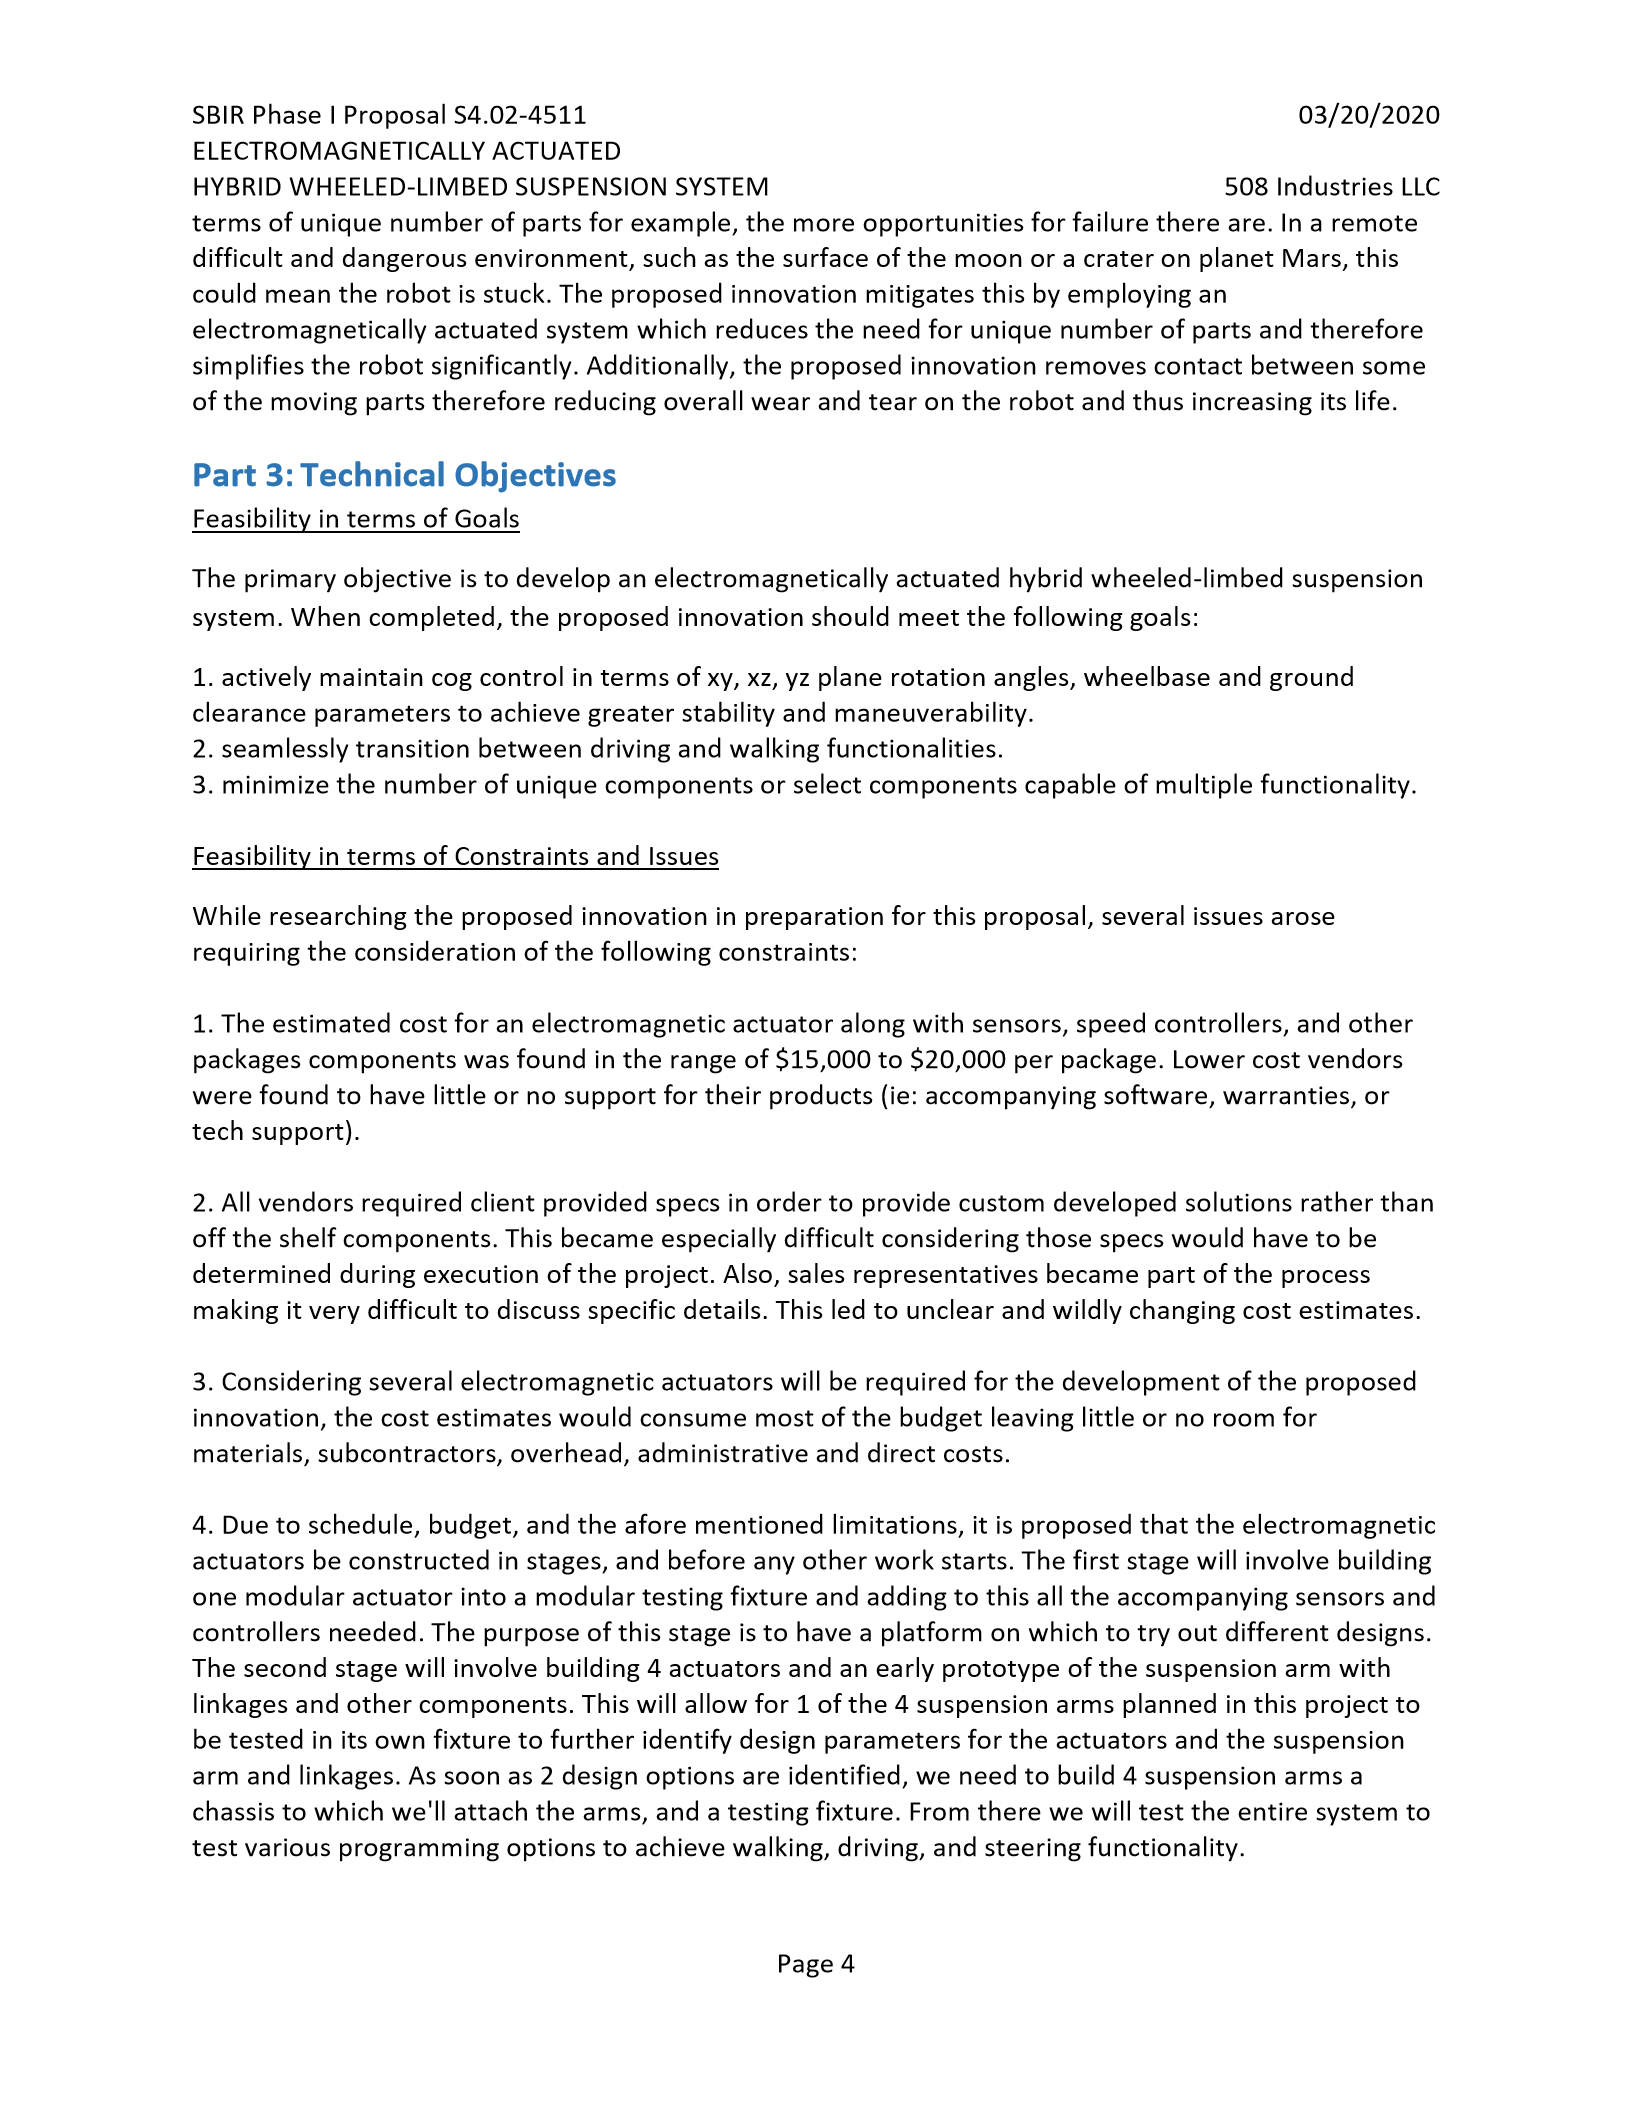 SBIR Phase I Proposal S4.02-4511 03/20/2020
ELECTROMAGNETICALLY ACTUATED
HYBRID WHEELED-LIMBED SUSPENSION SYSTEM 508 Industries LLC
terms of unique number of parts for example, the more opportunities for failure there are. In a remote
difficult and dangerous environment, such as the surface of the moon or a crater on planet Mars, this
could mean the robot is stuck. The proposed innovation mitigates this by employing an
electromagnetically actuated system which reduces the need for unique number of parts and therefore
simplifies the robot significantly. Additionally, the proposed innovation removes contact between some
of the moving parts therefore reducing overall wear and tear on the robot and thus increasing its life.
Part 3: Technical Objectives
Feasibility in terms of Goals
The primary objective is to develop an electromagnetically actuated hybrid wheeled-limbed suspension
system. When completed, the proposed innovation should meet the following goals:
1. actively maintain cog control in terms of xy, xz, yz plane rotation angles, wheelbase and ground
clearance parameters to achieve greater stability and maneuverability.
2. seamlessly transition between driving and walking functionalities.
3. minimize the number of unique components or select components capable of multiple functionality.
Feasibility in terms of Constraints and Issues
While researching the proposed innovation in preparation for this proposal, several issues arose
requiring the consideration of the following constraints:
1. The estimated cost for an electromagnetic actuator along with sensors, speed controllers, and other
packages components was found in the range of $15,000 to $20,000 per package. Lower cost vendors
were found to have little or no support for their products (ie: accompanying software, warranties, or
tech support).
2. All vendors required client provided specs in order to provide custom developed solutions rather than
off the shelf components. This became especially difficult considering those specs would have to be
determined during execution of the project. Also, sales representatives became part of the process
making it very difficult to discuss specific details. This led to unclear and wildly changing cost estimates.
3. Considering several electromagnetic actuators will be required for the development of the proposed
innovation, the cost estimates would consume most of the budget leaving little or no room for
materials, subcontractors, overhead, administrative and direct costs.
4. Due to schedule, budget, and the afore mentioned limitations, it is proposed that the electromagnetic
actuators be constructed in stages, and before any other work starts. The first stage will involve building
one modular actuator into a modular testing fixture and adding to this all the accompanying sensors and
controllers needed. The purpose of this stage is to have a platform on which to try out different designs.
The second stage will involve building 4 actuators and an early prototype of the suspension arm with
linkages and other components. This will allow for 1 of the 4 suspension arms planned in this project to
be tested in its own fixture to further identify design parameters for the actuators and the suspension
arm and linkages. As soon as 2 design options are identified, we need to build 4 suspension arms a
chassis to which we'll attach the arms, and a testing fixture. From there we will test the entire system to
test various programming options to achieve walking, driving, and steering functionality.
Page 4